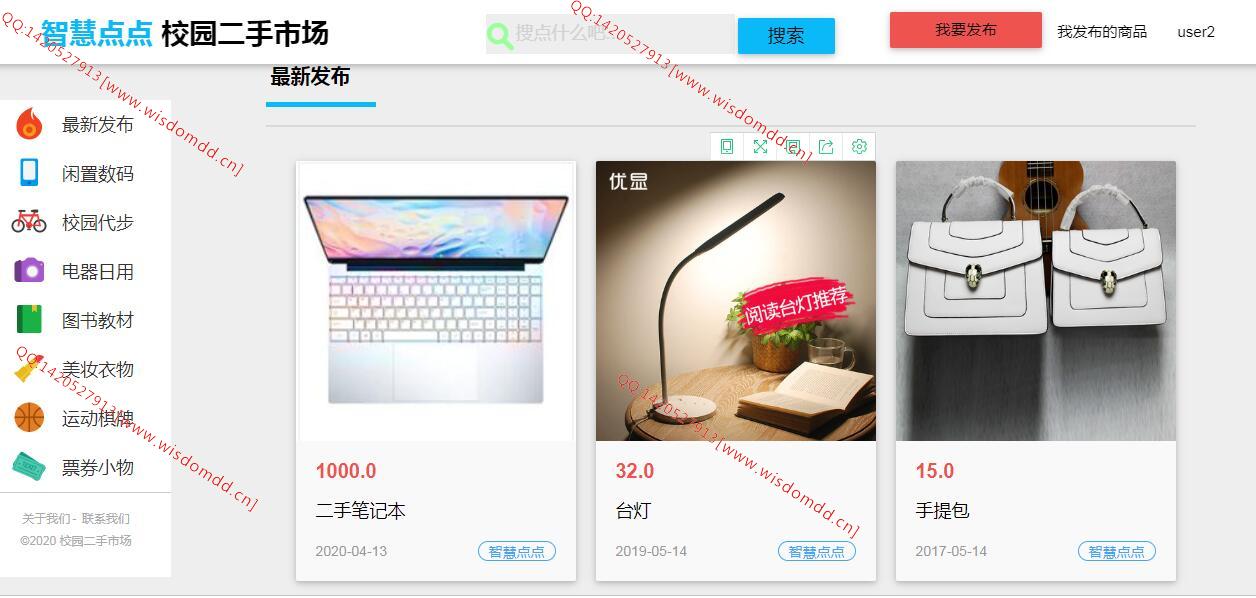 智慧点点 校园二手市场
搜点什么吧...
搜索
我要发布
我发布的商品
user2
最新发布
最新发布
闲置数码
校园代步
电器日用
图书教材
美妆衣物
运动棋牌
票券小物
关于我们 - 联系我们
©2020 校园二手市场
优显
阅读台灯推荐
1000.0
二手笔记本
2020-04-13
智慧点点
32.0
台灯
2019-05-14
智慧点点
15.0
手提包
2017-05-14
智慧点点
QQ:1420527913[www.wisdomdd.cn]
QQ:1420527913[www.wisdomdd.cn]
QQ:1420527913[www.wisdomdd.cn]
QQ:1420527913[www.wisdomdd.cn]